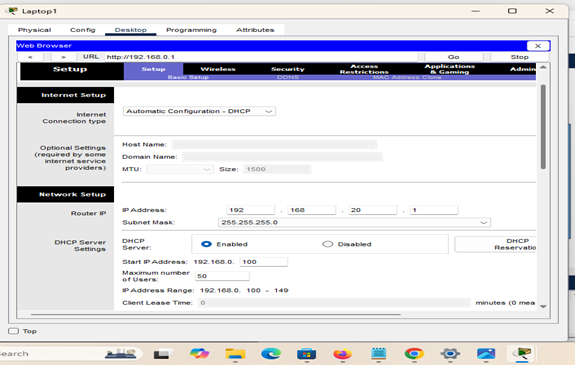 Laptop1
Physical Config Desktop Programming Attributes
Web Browser x
< > URL http://192.168.0.1 Go Stop
Setup Setup Wireless Security Access Restrictions Applications & Gaming Admin
Basic Setup DDNS MAC Address Clone
Internet Setup
Internet Connection type Automatic Configuration - DHCP
Optional Settings (required by some internet service providers)
Host Name:
Domain Name:
MTU: Size: 1500
Network Setup
Router IP
IP Address: 192 . 168 . 20 . 1
Subnet Mask: 255.255.255.0
DHCP Server Settings
DHCP Server: Enabled Disabled DHCP Reservatio
Start IP Address: 192.168.0. 100
Maximum number of Users: 50
IP Address Range: 192.168.0. 100 - 149
Client Lease Time: 0 minutes (0 mea
Top
Search